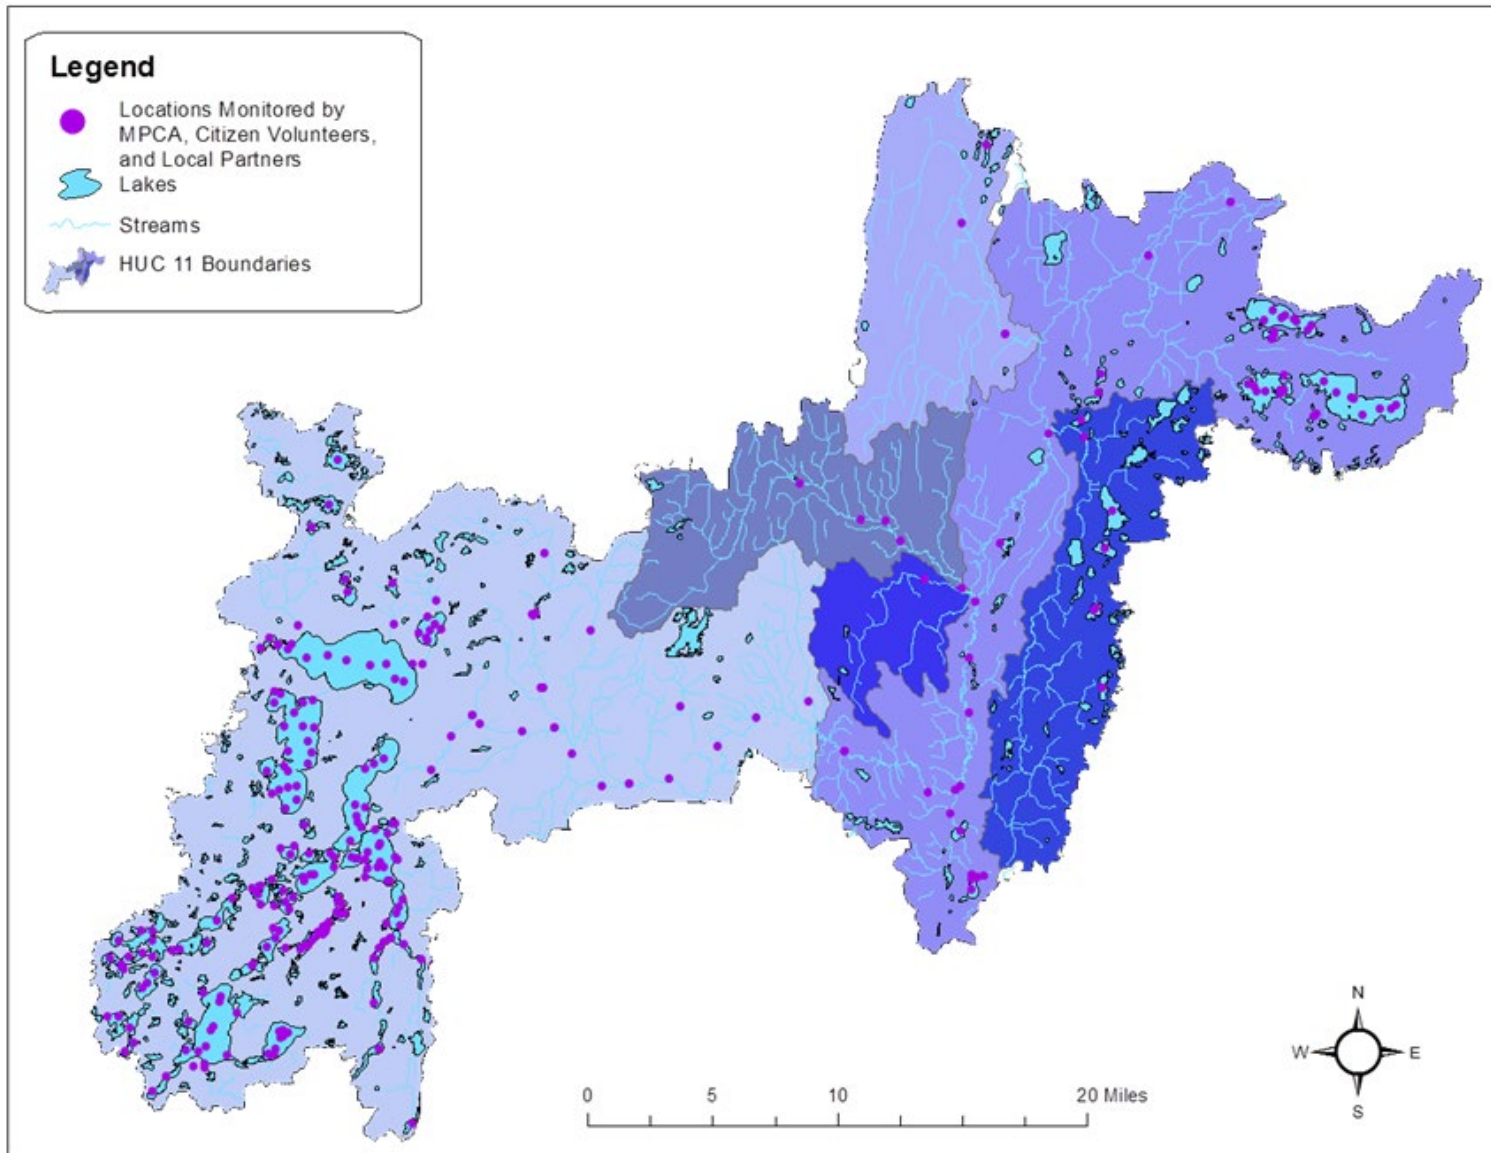 Legend
Locations Monitored by
MPCA, Citizen Volunteers,
and Local Partners
Lakes
Streams
HUC 11 Boundaries
N
W E
S
0 5 10 20 Miles